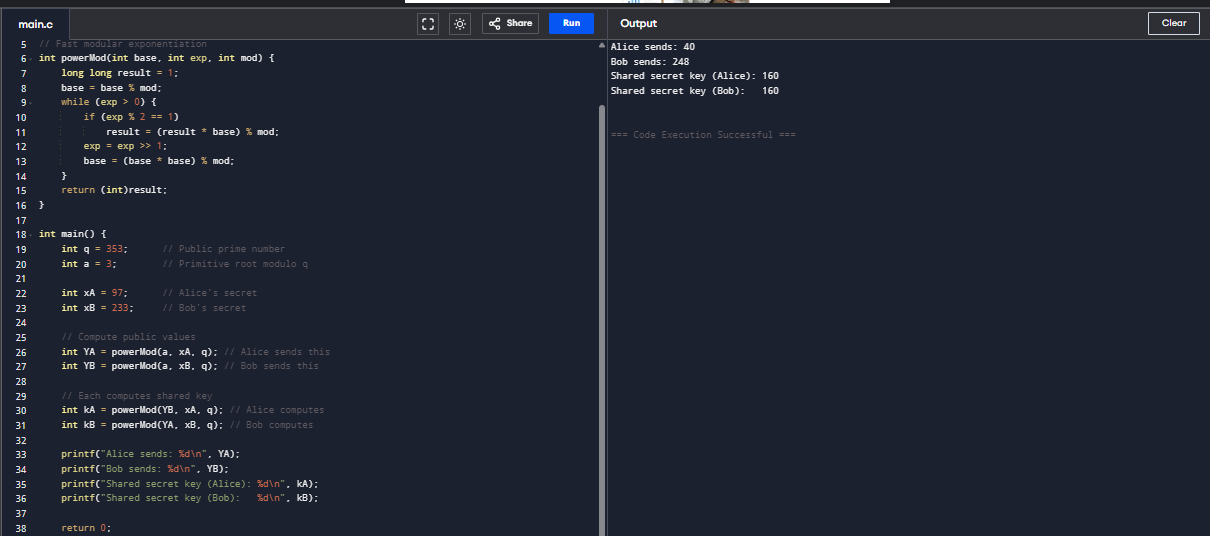 main.c
Share
Run
Output
Clear
5 // Fast modular exponentiation
6 int powerMod(int base, int exp, int mod) {
7     long long result = 1;
8     base = base % mod;
9     while (exp > 0) {
10         if (exp % 2 == 1)
11             result = (result * base) % mod;
12         exp = exp >> 1;
13         base = (base * base) % mod;
14     }
15     return (int)result;
16 }
17
18 int main() {
19     int q = 353;      // Public prime number
20     int a = 3;        // Primitive root modulo q
21
22     int xA = 97;      // Alice's secret
23     int xB = 233;     // Bob's secret
24
25     // Compute public values
26     int YA = powerMod(a, xA, q); // Alice sends this
27     int YB = powerMod(a, xB, q); // Bob sends this
28
29     // Each computes shared key
30     int kA = powerMod(YB, xA, q); // Alice computes
31     int kB = powerMod(YA, xB, q); // Bob computes
32
33     printf("Alice sends: %d\n", YA);
34     printf("Bob sends: %d\n", YB);
35     printf("Shared secret key (Alice): %d\n", kA);
36     printf("Shared secret key (Bob):   %d\n", kB);
37
38     return 0;
Alice sends: 40
Bob sends: 248
Shared secret key (Alice): 160
Shared secret key (Bob):   160
=== Code Execution Successful ===